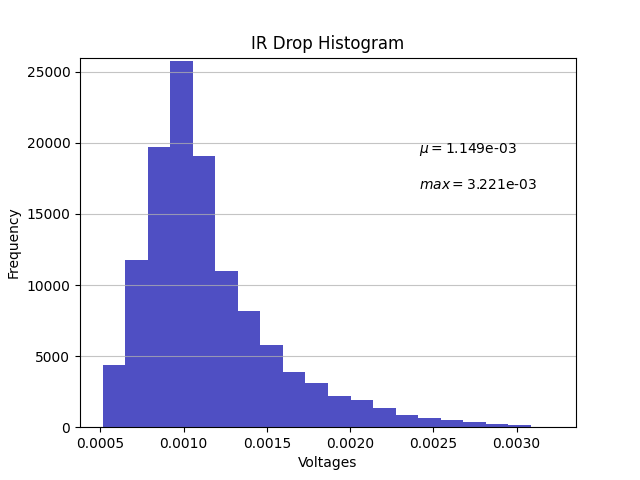 IR Drop Histogram
25000
20000
15000
10000
5000
0
Frequency
μ = 1.149e-03
max = 3.221e-03
0.0005 0.0010 0.0015 0.0020 0.0025 0.0030
Voltages